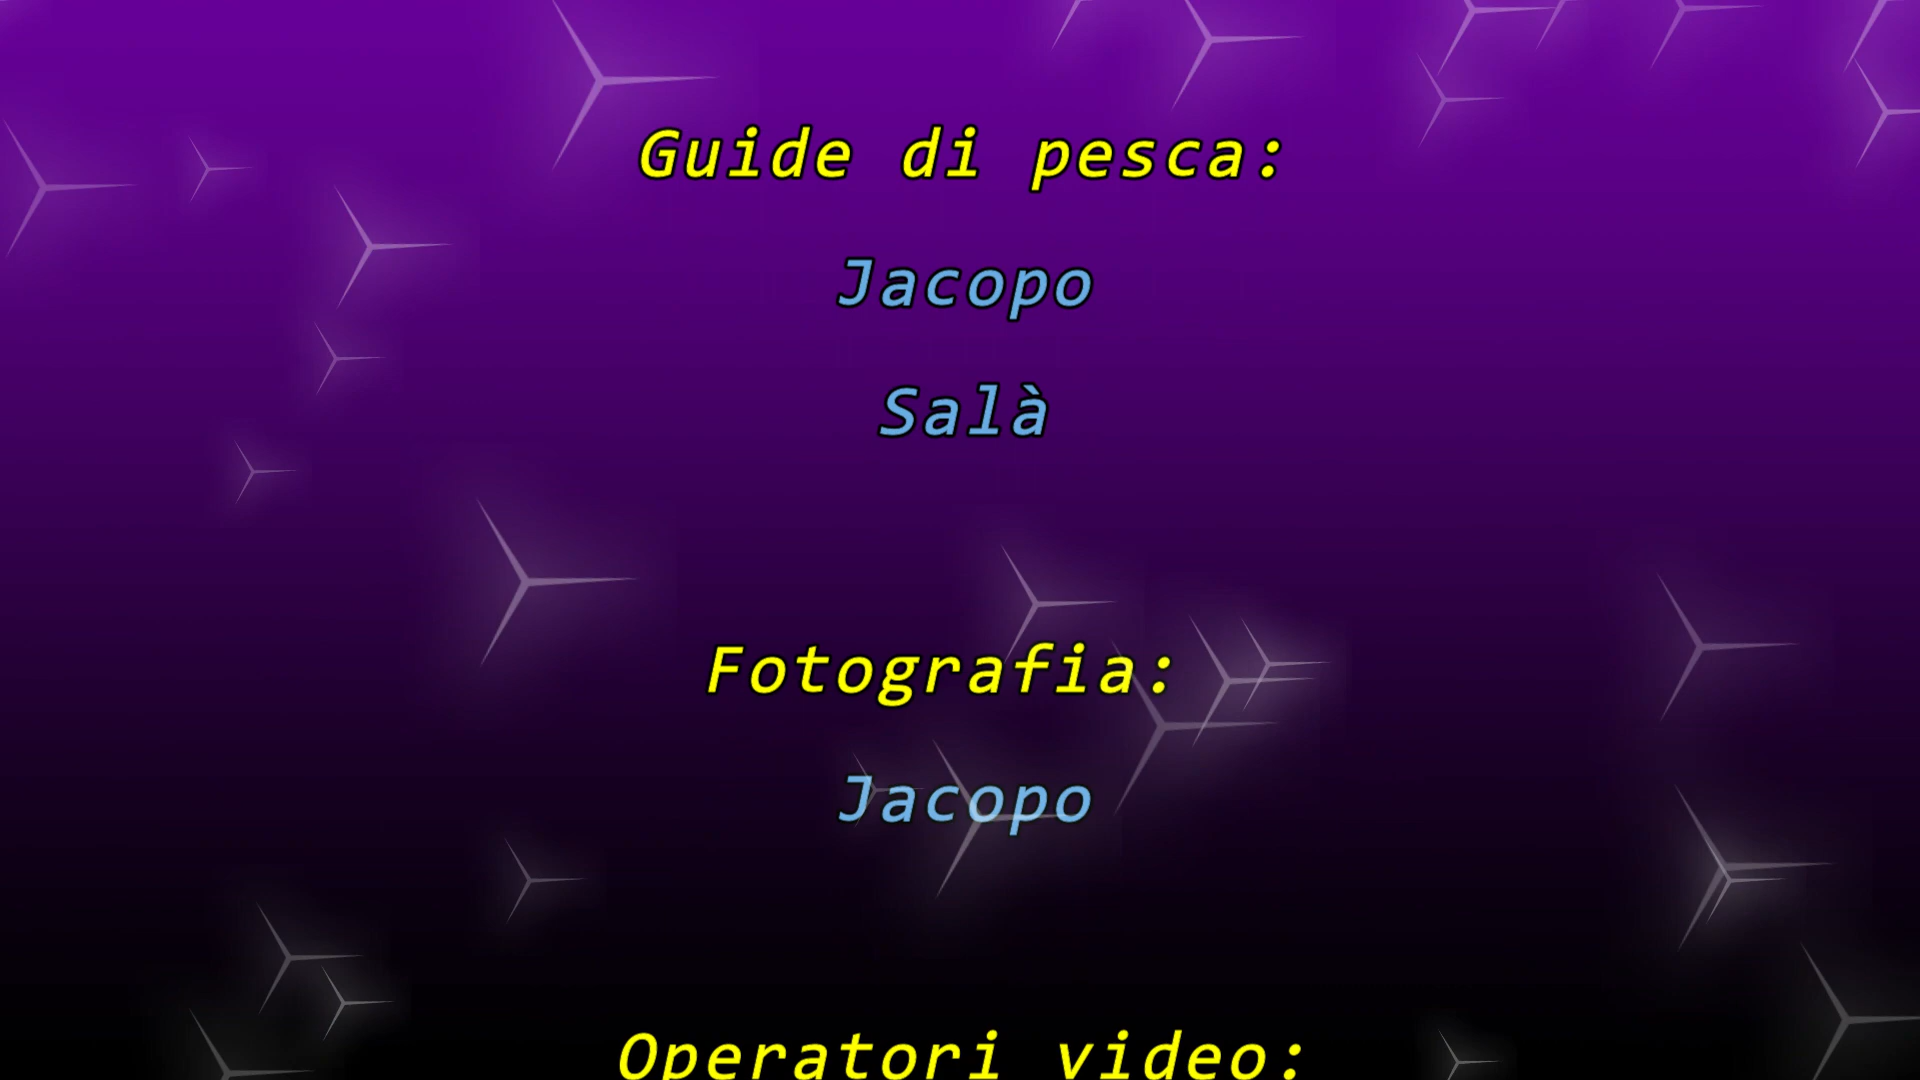 Guide di pesca:
Jacopo
Salà
Fotografia:
Jacopo
Operatori video: